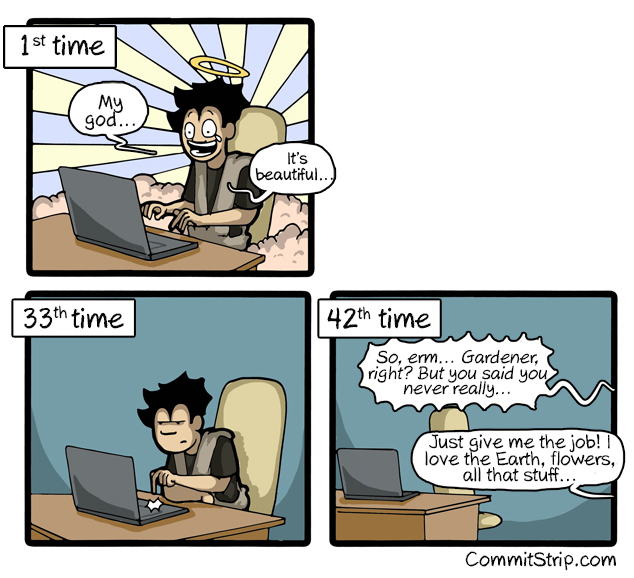 1st time
My
god...
It's
beautiful...
33th time
42th time
So, erm... Gardener,
right? But you said you
never really...
Just give me the job! I
love the Earth, flowers,
all that stuff...
CommitStrip.com